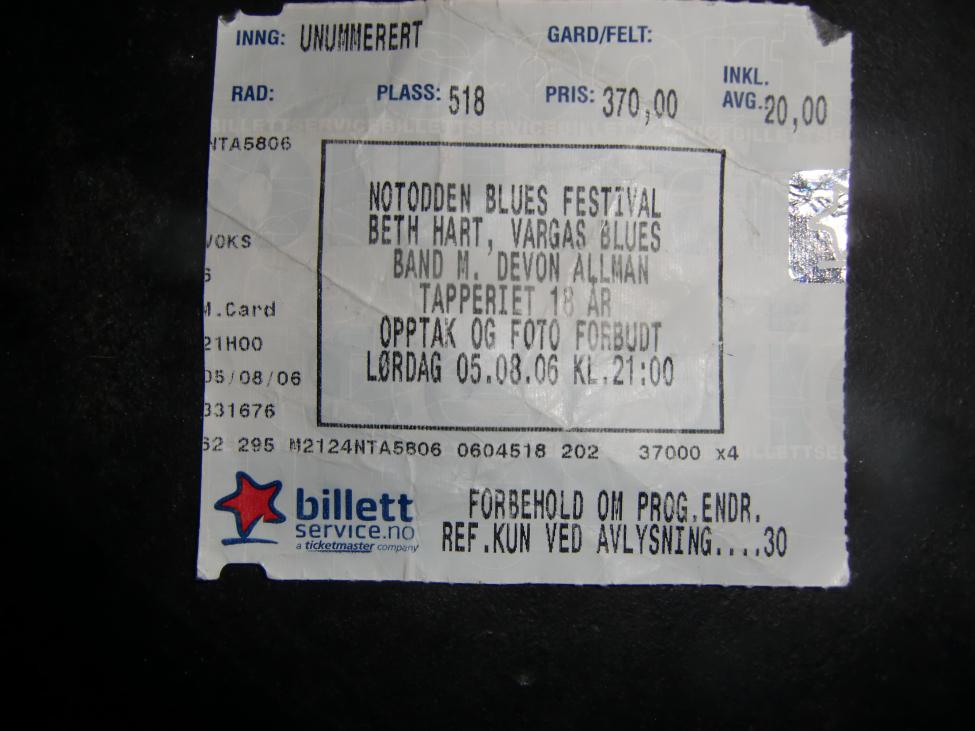 INNG: UNUMMERERT GARD/FELT:
RAD: PLASS: 518 PRIS: 370,00 INKL. AVG. 20,00
NTA5806
NOTODDEN BLUES FESTIVAL
BETH HART, VARGAS BLUES
VOKS
BAND M. DEVON ALLMAN
TAPPERIET 18 ÅR
M.Card
OPPTAK OG FOTO FORBUDT
21H00
LØRDAG 05.08.06 KL.21:00
05/08/06
331676
62 295 M2124NTA5806 0604518 202 37000 x4
billett
service.no
a ticketmaster company
FORBEHOLD OM PROG.ENDR.
REF.KUN VED AVLYSNING....30